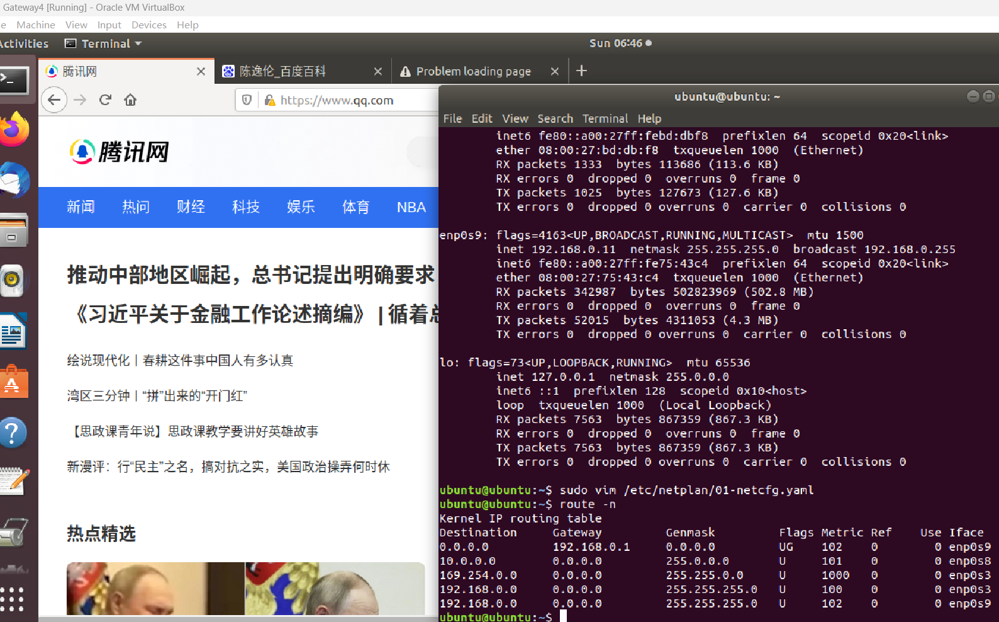 Gateway4 [Running] - Oracle VM VirtualBox
e Machine View Input Devices Help
Activities Terminal Sun 06:46
腾讯网 陈逸伦_百度百科 Problem loading page
https://www.qq.com
腾讯网
新闻 热问 财经 科技 娱乐 体育 NBA
推动中部地区崛起，总书记提出明确要求
《习近平关于金融工作论述摘编》 | 循着总
绘说现代化丨春耕这件事中国人有多认真
湾区三分钟丨“拼”出来的“开门红”
【思政课青年说】思政课教学要讲好英雄故事
新漫评：行“民主”之名，搞对抗之实，美国政治操弄何时休
热点精选
ubuntu@ubuntu: ~
File Edit View Search Terminal Help
inet6 fe80::a00:27ff:febd:dbf8 prefixlen 64 scopeid 0x20<link>
ether 08:00:27:bd:db:f8 txqueuelen 1000 (Ethernet)
RX packets 1333 bytes 113686 (113.6 KB)
RX errors 0 dropped 0 overruns 0 frame 0
TX packets 1025 bytes 127673 (127.6 KB)
TX errors 0 dropped 0 overruns 0 carrier 0 collisions 0
enp0s9: flags=4163<UP,BROADCAST,RUNNING,MULTICAST> mtu 1500
inet 192.168.0.11 netmask 255.255.255.0 broadcast 192.168.0.255
inet6 fe80::a00:27ff:fe75:43c4 prefixlen 64 scopeid 0x20<link>
ether 08:00:27:75:43:c4 txqueuelen 1000 (Ethernet)
RX packets 342987 bytes 502823969 (502.8 MB)
RX errors 0 dropped 0 overruns 0 frame 0
TX packets 52015 bytes 4311053 (4.3 MB)
TX errors 0 dropped 0 overruns 0 carrier 0 collisions 0
lo: flags=73<UP,LOOPBACK,RUNNING> mtu 65536
inet 127.0.0.1 netmask 255.0.0.0
inet6 ::1 prefixlen 128 scopeid 0x10<host>
loop txqueuelen 1000 (Local Loopback)
RX packets 7563 bytes 867359 (867.3 KB)
RX errors 0 dropped 0 overruns 0 frame 0
TX packets 7563 bytes 867359 (867.3 KB)
TX errors 0 dropped 0 overruns 0 carrier 0 collisions 0
ubuntu@ubuntu:~$ sudo vim /etc/netplan/01-netcfg.yaml
ubuntu@ubuntu:~$ route -n
Kernel IP routing table
Destination Gateway Genmask Flags Metric Ref Use Iface
0.0.0.0 192.168.0.1 0.0.0.0 UG 102 0 0 enp0s9
10.0.0.0 0.0.0.0 255.0.0.0 U 101 0 0 enp0s8
169.254.0.0 0.0.0.0 255.255.0.0 U 1000 0 0 enp0s3
192.168.0.0 0.0.0.0 255.255.255.0 U 100 0 0 enp0s3
192.168.0.0 0.0.0.0 255.255.255.0 U 102 0 0 enp0s9
ubuntu@ubuntu:~$